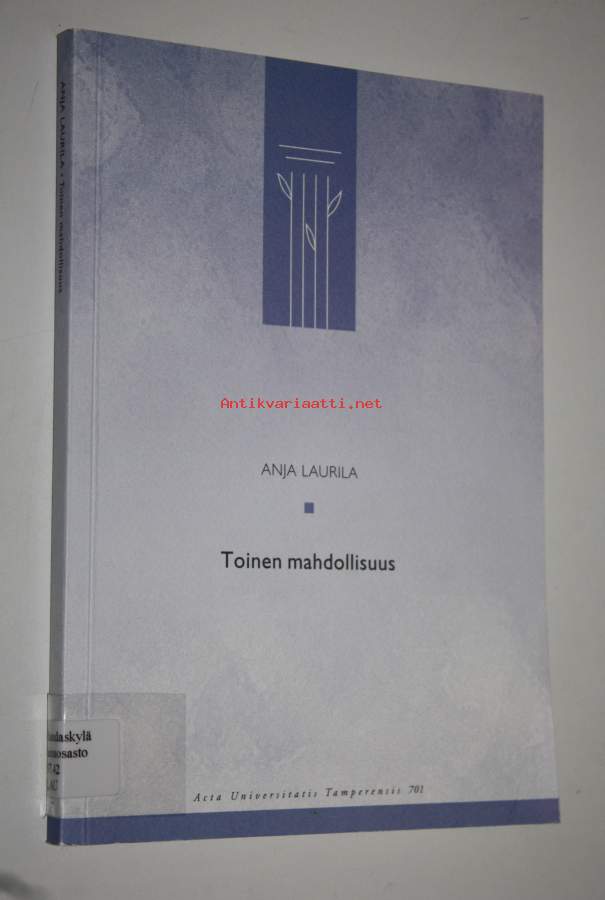 ANJA LAURILA • Toinen mahdollisuus
Antikvariaatti.net
ANJA LAURILA
Toinen mahdollisuus
Acta Universitatis Tamperensis 701